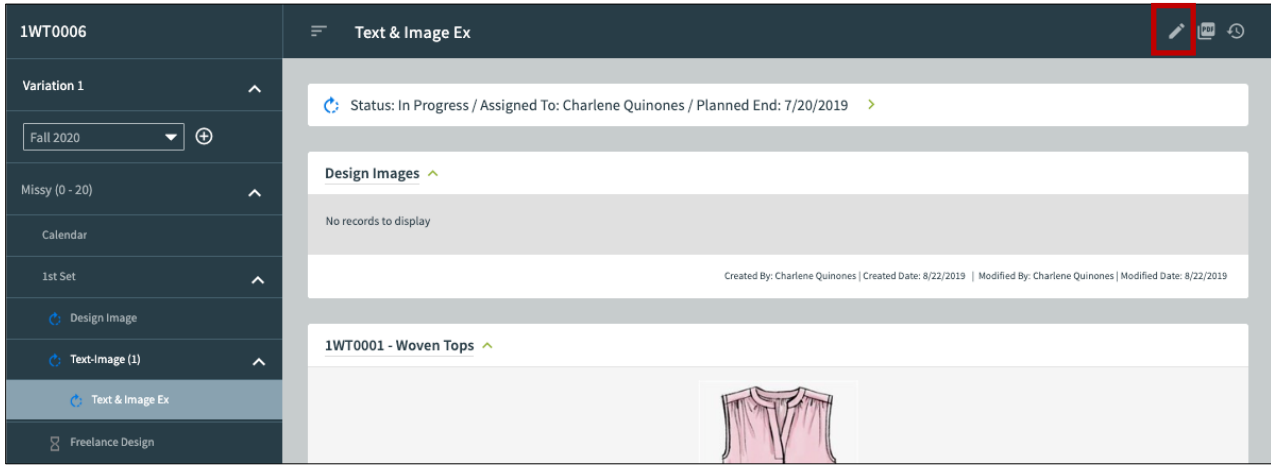 1WT0006
Text & Image Ex
PDF
Variation 1
Fall 2020
Missy (0 - 20)
Calendar
1st Set
Design Image
Text-Image (1)
Text & Image Ex
Freelance Design
Status: In Progress / Assigned To: Charlene Quinones / Planned End: 7/20/2019
Design Images
No records to display
Created By: Charlene Quinones | Created Date: 8/22/2019 | Modified By: Charlene Quinones | Modified Date: 8/22/2019
1WT0001 - Woven Tops